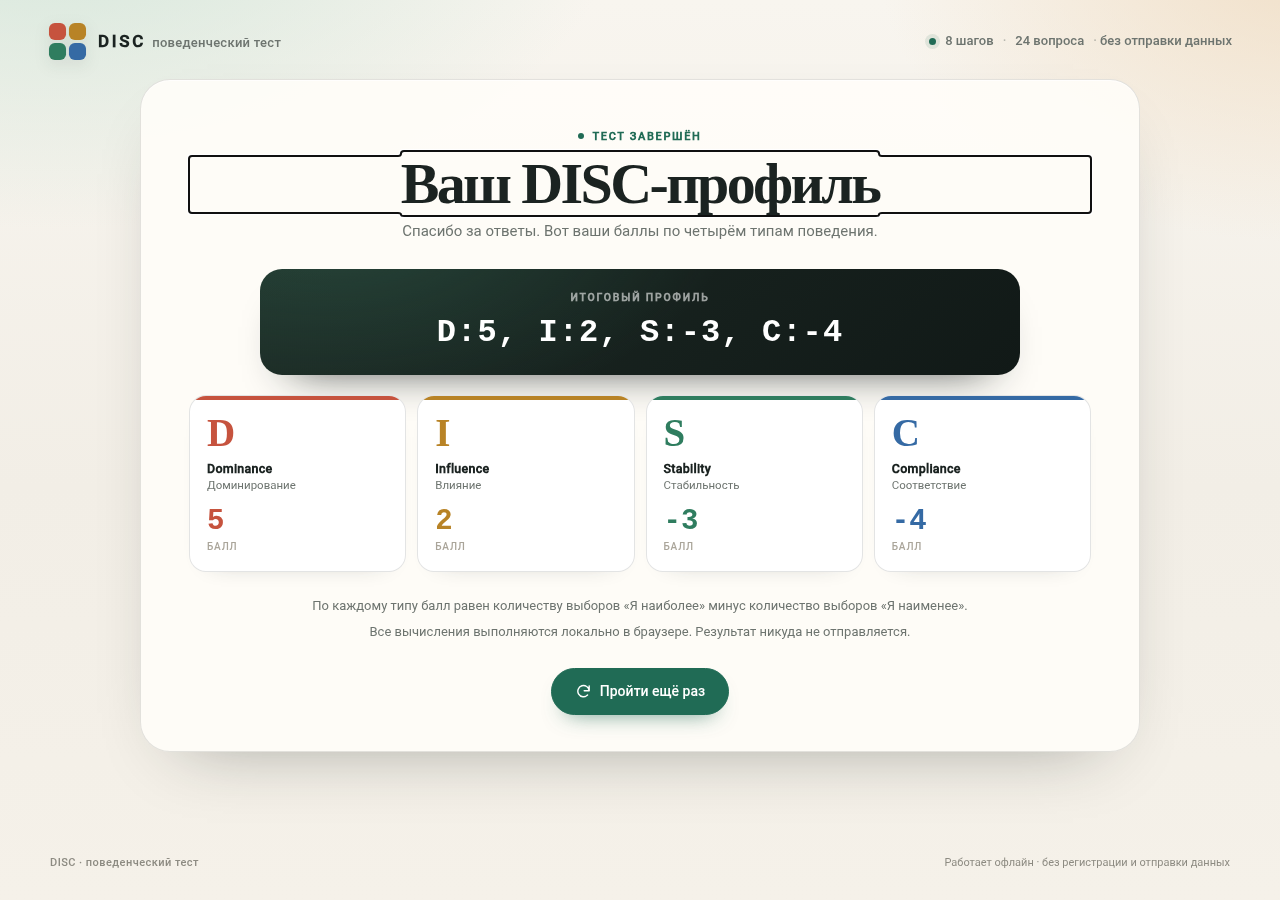 DISC поведенческий тест
8 шагов · 24 вопроса · без отправки данных
ТЕСТ ЗАВЕРШЁН
Ваш DISC-профиль
Спасибо за ответы. Вот ваши баллы по четырём типам поведения.
ИТОГОВЫЙ ПРОФИЛЬ
D:5, I:2, S:-3, C:-4
D
Dominance
Доминирование
5
БАЛЛ
I
Influence
Влияние
2
БАЛЛ
S
Stability
Стабильность
-3
БАЛЛ
C
Compliance
Соответствие
-4
БАЛЛ
По каждому типу балл равен количеству выборов «Я наиболее» минус количество выборов «Я наименее».
Все вычисления выполняются локально в браузере. Результат никуда не отправляется.
Пройти ещё раз
DISC · поведенческий тест
Работает офлайн · без регистрации и отправки данных